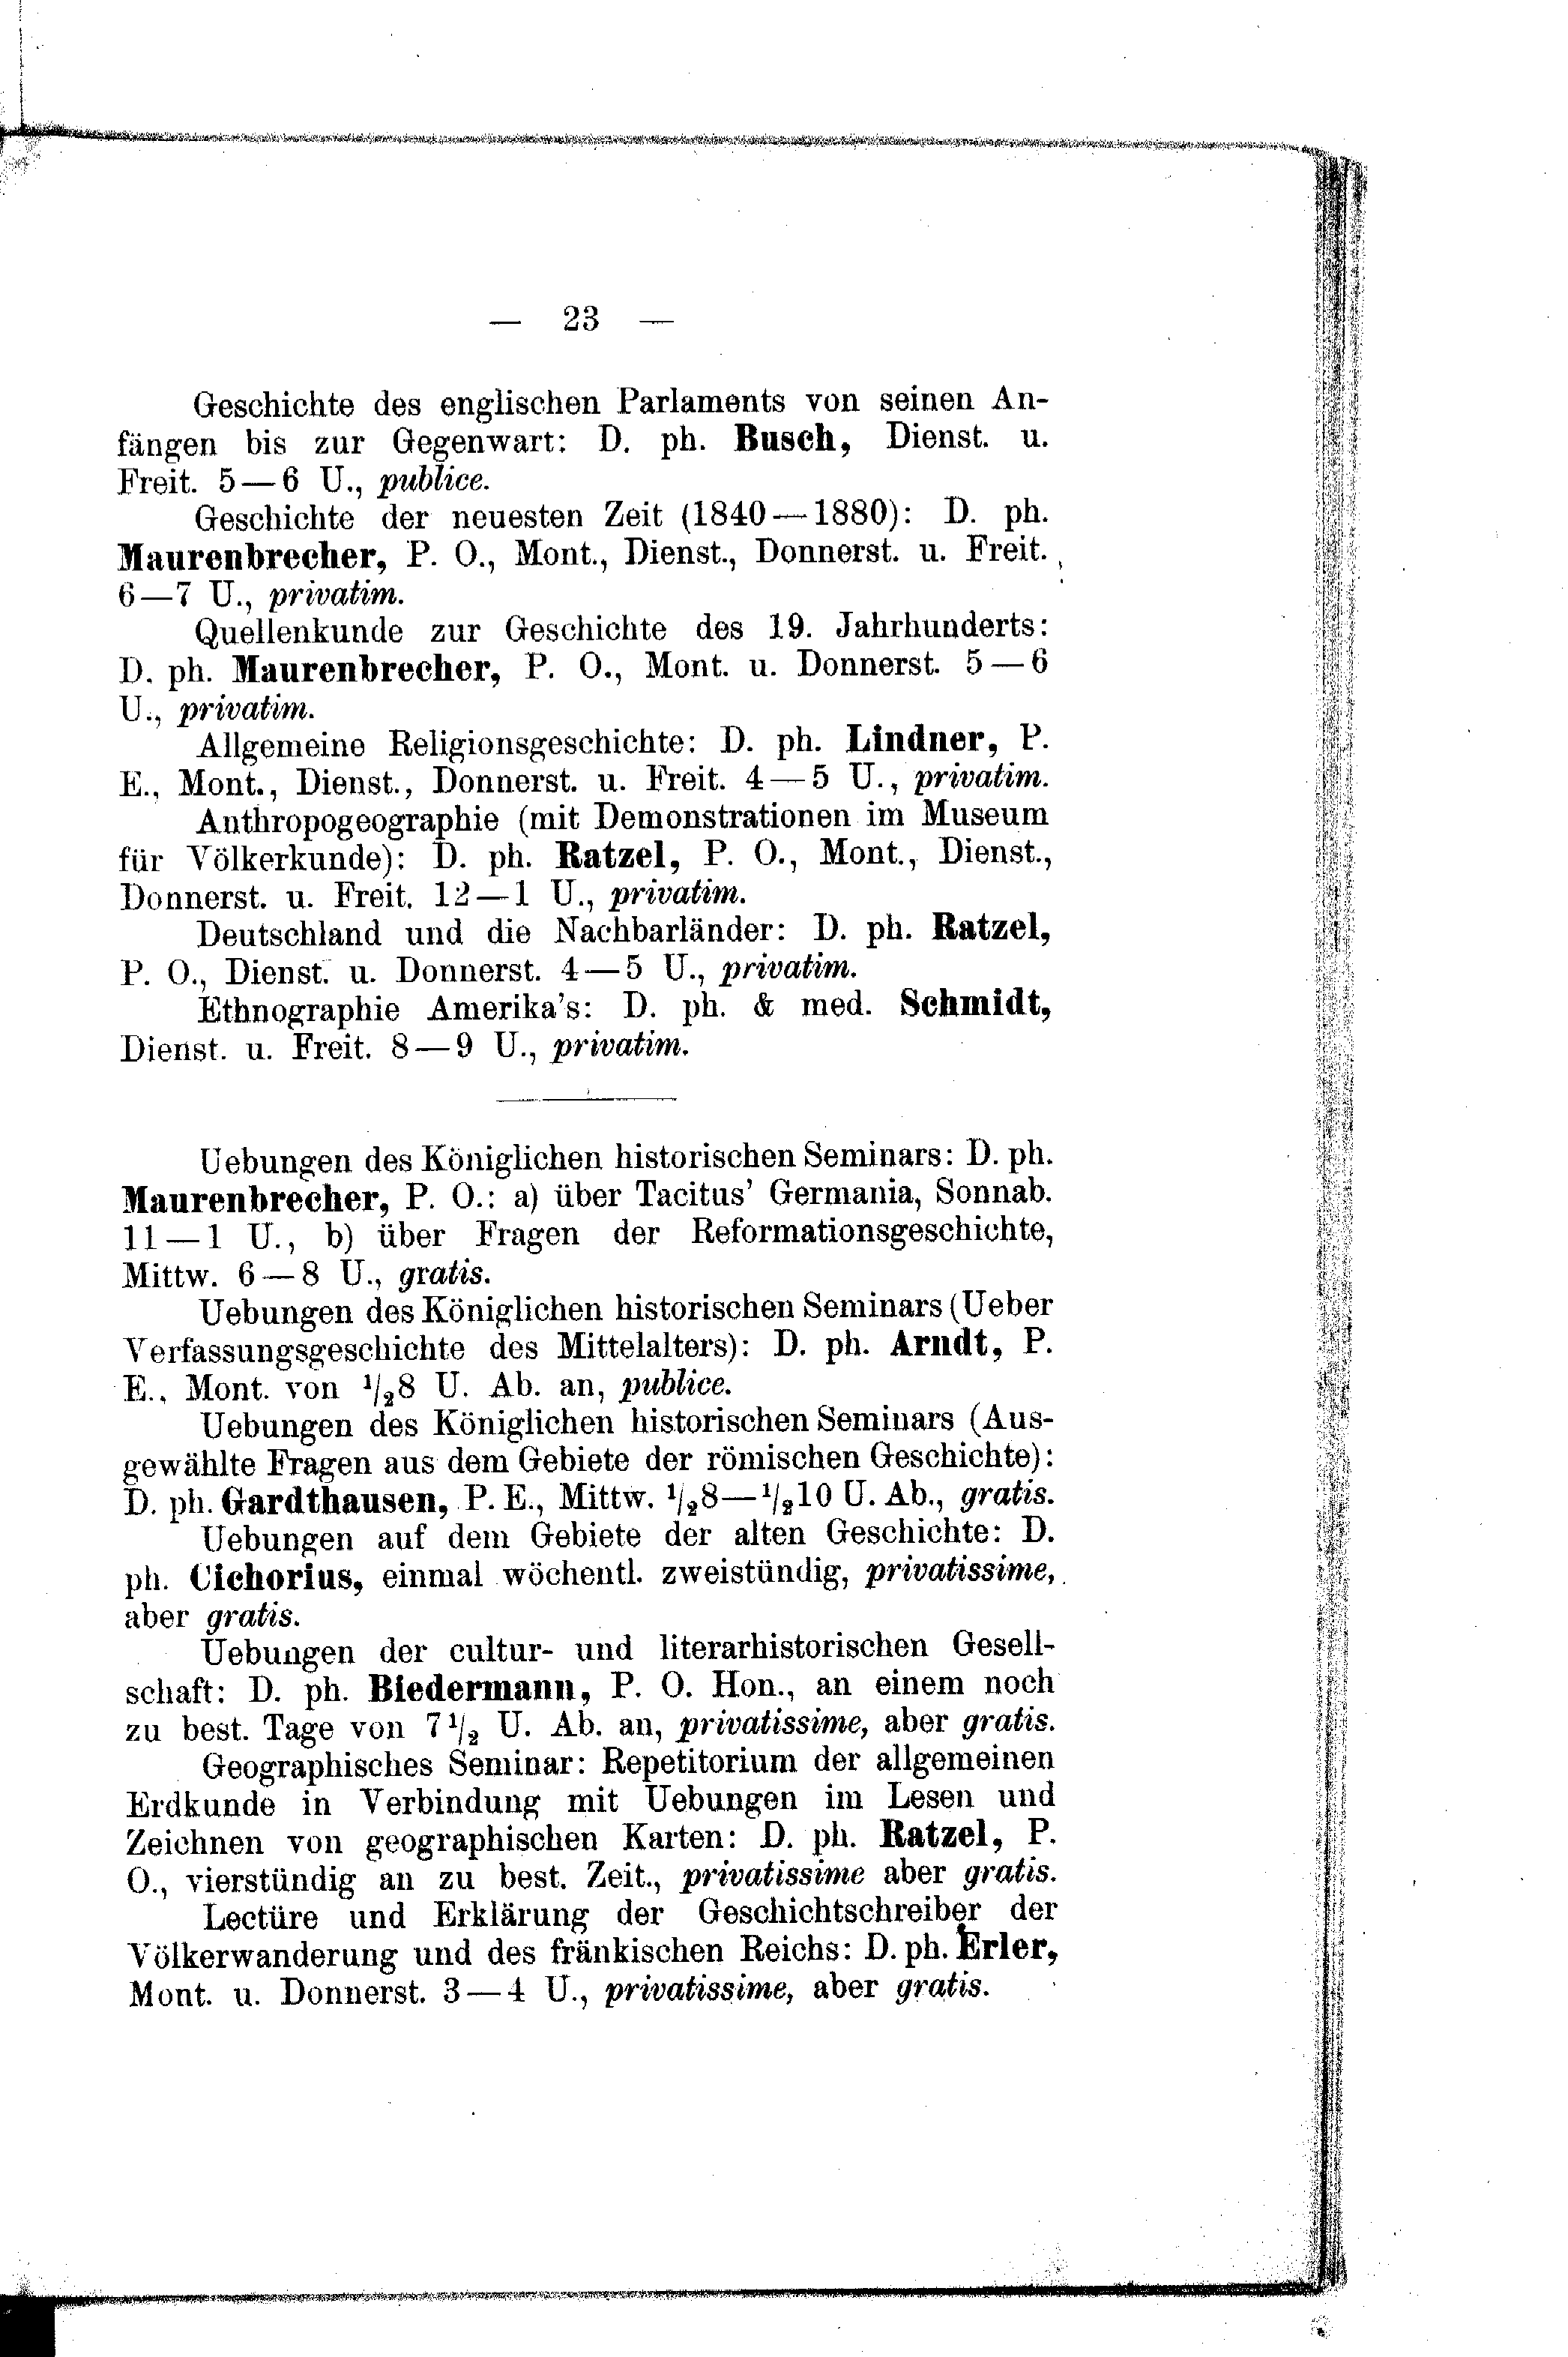 — 23 —
Geschichte des englischen Parlaments von seinen An-
fängen bis zur Gegenwart: D. ph. Busch, Dienst. u.
Freit. 5—6 U., publice.
Geschichte der neuesten Zeit (1840—1880): D. ph.
Maurenbrecher, P. O., Mont., Dienst., Donnerst. u. Freit.
6—7 U., privatim.
Quellenkunde zur Geschichte des 19. Jahrhunderts:
D. ph. Maurenbrecher, P. O., Mont. u. Donnerst. 5—6
U., privatim.
Allgemeine Religionsgeschichte: D. ph. Lindner, P.
E., Mont., Dienst., Donnerst. u. Freit. 4—5 U., privatim.
Anthropogeographie (mit Demonstrationen im Museum
für Völkerkunde): D. ph. Ratzel, P. O., Mont., Dienst.,
Donnerst. u. Freit. 12—1 U., privatim.
Deutschland und die Nachbarländer: D. ph. Ratzel,
P. O., Dienst. u. Donnerst. 4—5 U., privatim.
Ethnographie Amerika's: D. ph. & med. Schmidt,
Dienst. u. Freit. 8—9 U., privatim.
Uebungen des Königlichen historischen Seminars: D. ph.
Maurenbrecher, P. O.: a) über Tacitus' Germania, Sonnab.
11—1 U., b) über Fragen der Reformationsgeschichte,
Mittw. 6—8 U., gratis.
Uebungen des Königlichen historischen Seminars (Ueber
Verfassungsgeschichte des Mittelalters): D. ph. Arndt, P.
E., Mont. von 1/28 U. Ab. an, publice.
Uebungen des Königlichen historischen Seminars (Aus-
gewählte Fragen aus dem Gebiete der römischen Geschichte):
D. ph. Gardthausen, P. E., Mittw. 1/28—1/210 U. Ab., gratis.
Uebungen auf dem Gebiete der alten Geschichte: D.
ph. Cichorius, einmal wöchentl. zweistündig, privatissime,
aber gratis.
Uebungen der cultur- und literarhistorischen Gesell-
schaft: D. ph. Biedermann, P. O. Hon., an einem noch
zu best. Tage von 7 1/2 U. Ab. an, privatissime, aber gratis.
Geographisches Seminar: Repetitorium der allgemeinen
Erdkunde in Verbindung mit Uebungen im Lesen und
Zeichnen von geographischen Karten: D. ph. Ratzel, P.
O., vierstündig an zu best. Zeit., privatissime aber gratis.
Lectüre und Erklärung der Geschichtschreiber der
Völkerwanderung und des fränkischen Reichs: D. ph. Erler,
Mont. u. Donnerst. 3—4 U., privatissime, aber gratis.